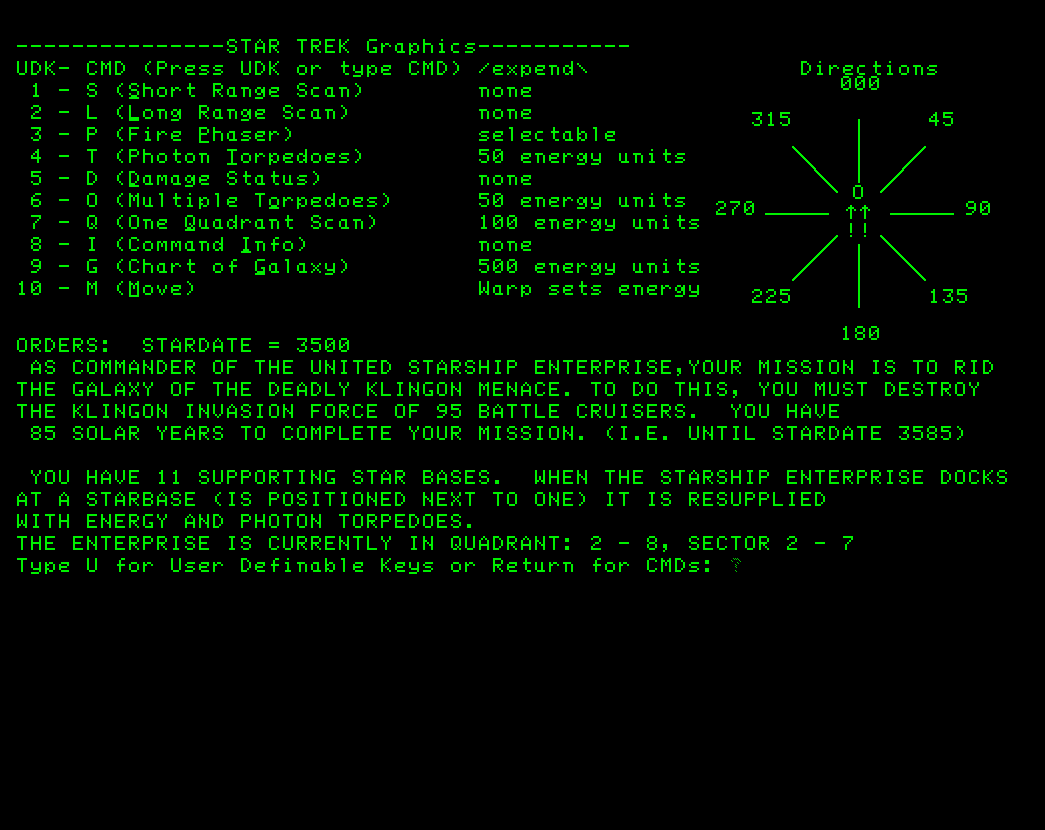 ---------------STAR TREK Graphics-----------
UDK- CMD (Press UDK or type CMD) /expend\
1 - S (Short Range Scan) none
2 - L (Long Range Scan) none
3 - P (Fire Phaser) selectable
4 - T (Photon Torpedoes) 50 energy units
5 - D (Damage Status) none
6 - O (Multiple Torpedoes) 50 energy units
7 - Q (One Quadrant Scan) 100 energy units
8 - I (Command Info) none
9 - G (Chart of Galaxy) 500 energy units
10 - M (Move) Warp sets energy
Directions
000
315 45
O
270 ↑↑ 90
!!
225 135
180
ORDERS:  STARDATE = 3500
AS COMMANDER OF THE UNITED STARSHIP ENTERPRISE,YOUR MISSION IS TO RID
THE GALAXY OF THE DEADLY KLINGON MENACE. TO DO THIS, YOU MUST DESTROY
THE KLINGON INVASION FORCE OF 95 BATTLE CRUISERS.  YOU HAVE
85 SOLAR YEARS TO COMPLETE YOUR MISSION. (I.E. UNTIL STARDATE 3585)
YOU HAVE 11 SUPPORTING STAR BASES.  WHEN THE STARSHIP ENTERPRISE DOCKS
AT A STARBASE (IS POSITIONED NEXT TO ONE) IT IS RESUPPLIED
WITH ENERGY AND PHOTON TORPEDOES.
THE ENTERPRISE IS CURRENTLY IN QUADRANT: 2 - 8, SECTOR 2 - 7
Type U for User Definable Keys or Return for CMDs: ?